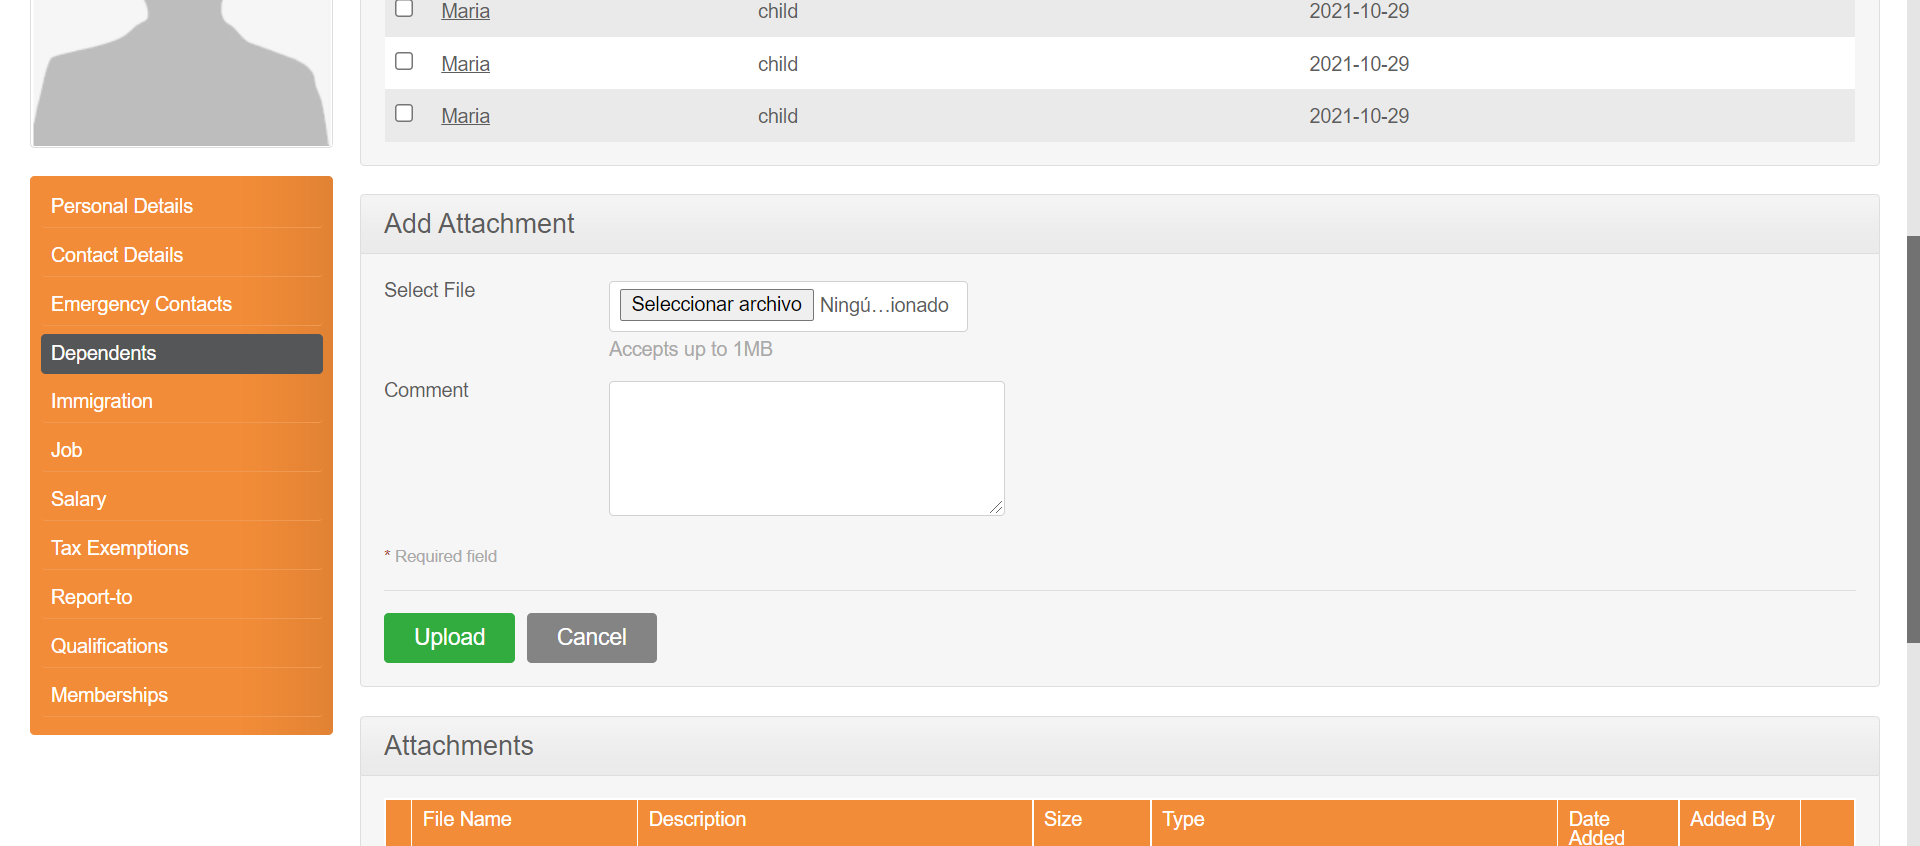 Maria child 2021-10-29
Maria child 2021-10-29
Maria child 2021-10-29
Personal Details
Contact Details
Emergency Contacts
Dependents
Immigration
Job
Salary
Tax Exemptions
Report-to
Qualifications
Memberships
Add Attachment
Select File
Seleccionar archivo Ningú…ionado
Accepts up to 1MB
Comment
* Required field
Upload Cancel
Attachments
File Name Description Size Type Date Added Added By